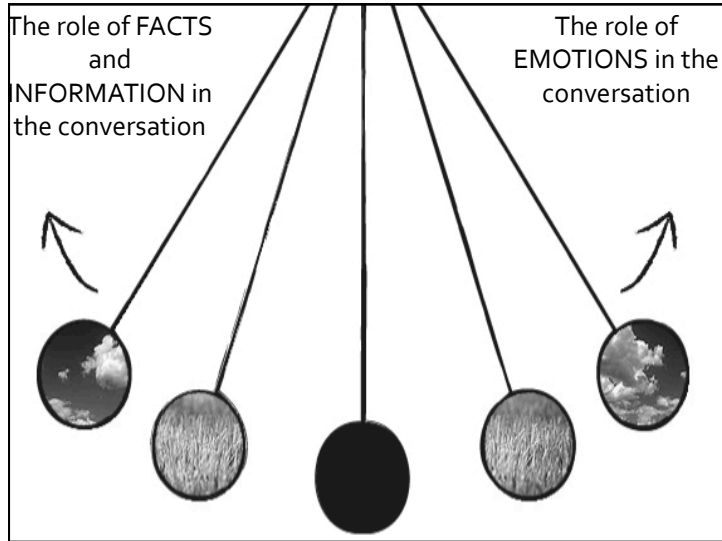 The role of FACTS
and
INFORMATION in
the conversation
The role of
EMOTIONS in the
conversation